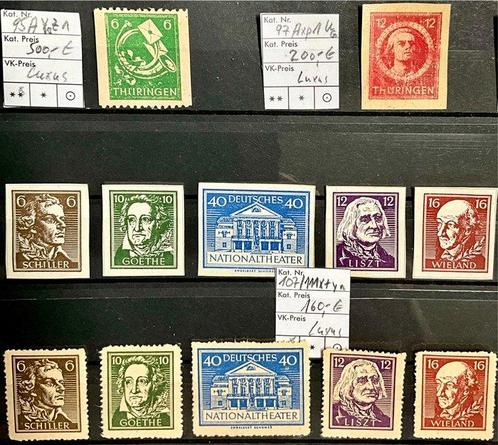 Kat. Nr.
Kat. Preis
500,- €
VK-Preis
Luxus
** * ⊙
6 6
THÜRINGEN
Kat. Nr.
Kat. Preis
200,- €
VK-Preis
Luxus
** * ⊙
12 12
THÜRINGEN
6 6
SCHILLER
10 10
GOETHE
40 DEUTSCHES 40
NATIONALTHEATER
12 12
LISZT
16 16
WIELAND
Kat. Nr.
Kat. Preis
160,- €
VK-Preis
Luxus
6 6
SCHILLER
10 10
GOETHE
40 DEUTSCHES 40
NATIONALTHEATER
12 12
LISZT
16 16
WIELAND